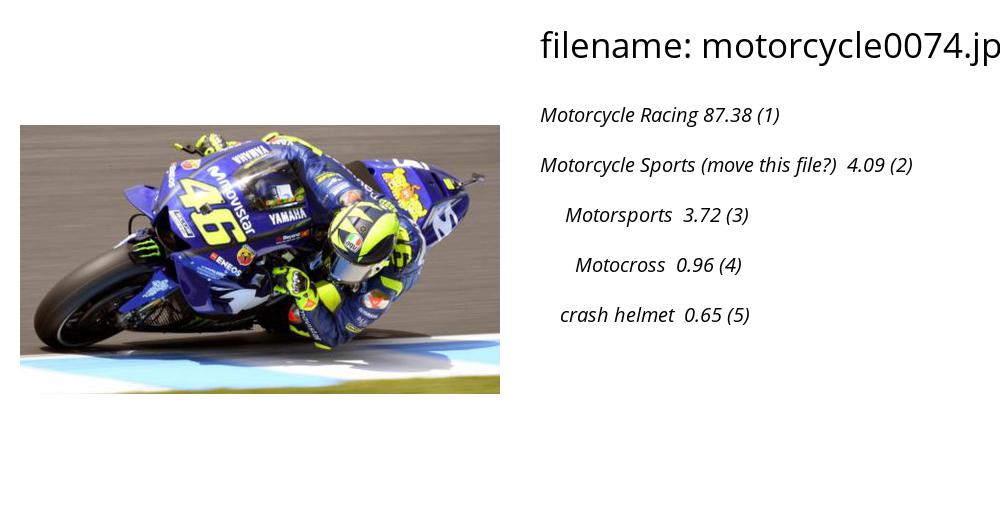 filename: motorcycle0074.jp
Motorcycle Racing 87.38 (1)
Motorcycle Sports (move this file?) 4.09 (2)
Motorsports 3.72 (3)
Motocross 0.96 (4)
crash helmet 0.65 (5)
YAMAHA
ENEOS
movistar
46
YAMAHA
ENEOS